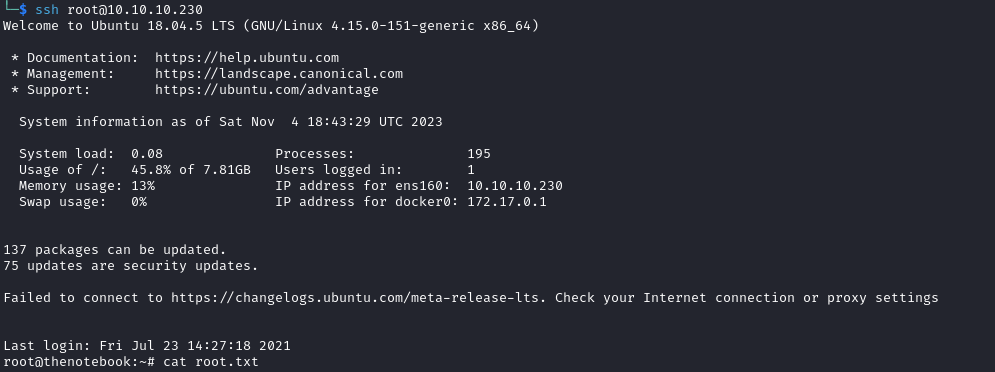 └─$ ssh root@10.10.10.230
Welcome to Ubuntu 18.04.5 LTS (GNU/Linux 4.15.0-151-generic x86_64)
* Documentation:  https://help.ubuntu.com
* Management:     https://landscape.canonical.com
* Support:        https://ubuntu.com/advantage
System information as of Sat Nov  4 18:43:29 UTC 2023
System load:  0.08              Processes:              195
Usage of /:   45.8% of 7.81GB   Users logged in:        1
Memory usage: 13%               IP address for ens160:  10.10.10.230
Swap usage:   0%                IP address for docker0: 172.17.0.1
137 packages can be updated.
75 updates are security updates.
Failed to connect to https://changelogs.ubuntu.com/meta-release-lts. Check your Internet connection or proxy settings
Last login: Fri Jul 23 14:27:18 2021
root@thenotebook:~# cat root.txt